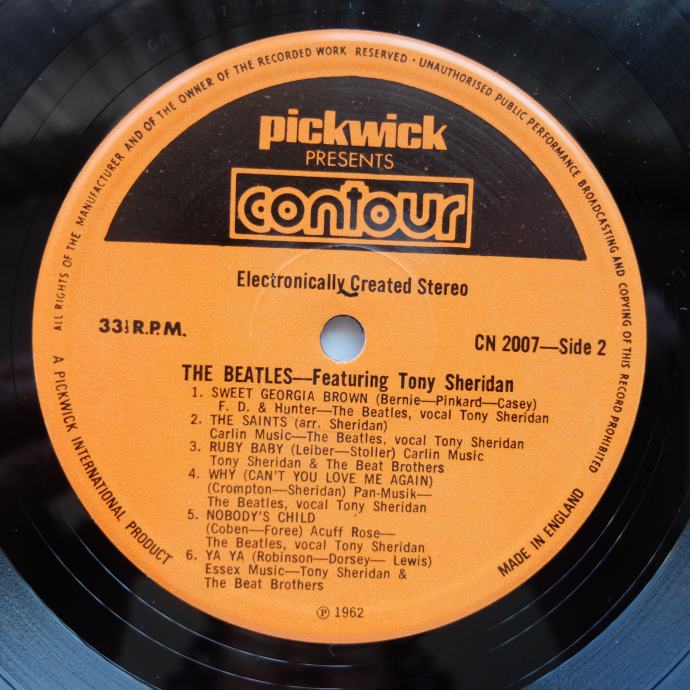 ALL RIGHTS OF THE MANUFACTURER AND OF THE OWNER OF THE RECORDED WORK RESERVED · UNAUTHORISED PUBLIC PERFORMANCE BROADCASTING AND COPYING OF THIS RECORD PROHIBITED
pickwick
PRESENTS
contour
Electronically Created Stereo
33⅓ R.P.M.
CN 2007—Side 2
THE BEATLES—Featuring Tony Sheridan
1. SWEET GEORGIA BROWN (Bernie—Pinkard—Casey)
F. D. & Hunter—The Beatles, vocal Tony Sheridan
2. THE SAINTS (arr. Sheridan)
Carlin Music—The Beatles, vocal Tony Sheridan
3. RUBY BABY (Leiber—Stoller) Carlin Music
Tony Sheridan & The Beat Brothers
4. WHY (CAN'T YOU LOVE ME AGAIN)
(Crompton—Sheridan) Pan-Musik—
The Beatles, vocal Tony Sheridan
5. NOBODY'S CHILD
(Coben—Foree) Acuff Rose—
The Beatles, vocal Tony Sheridan
6. YA YA (Robinson—Dorsey— Lewis)
Essex Music—Tony Sheridan &
The Beat Brothers
℗ 1962
A PICKWICK INTERNATIONAL PRODUCT
MADE IN ENGLAND